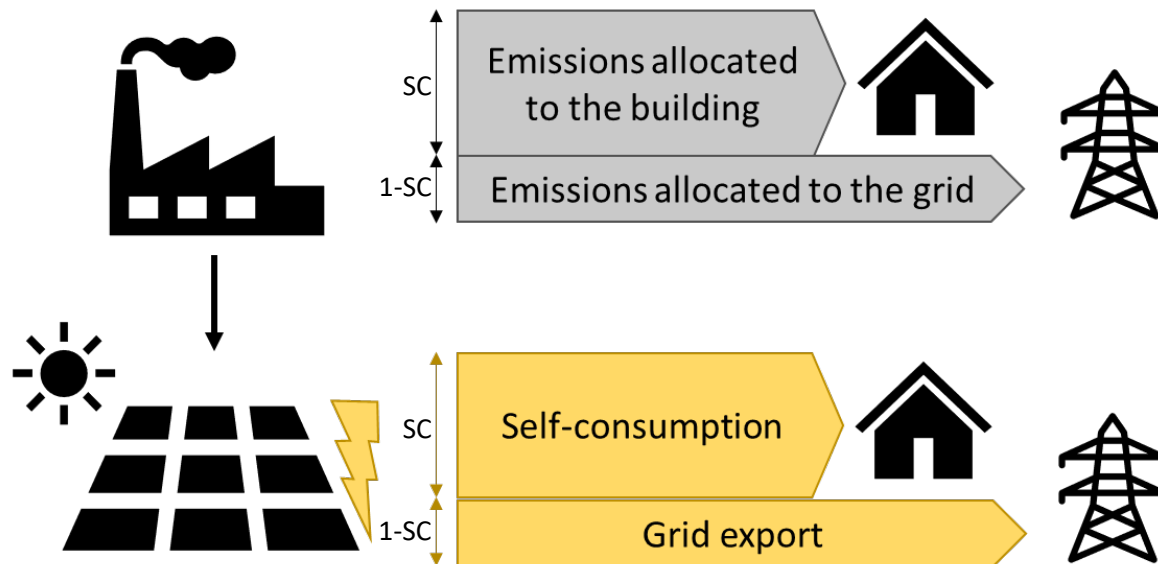 SC
Emissions allocated
to the building
1-SC
Emissions allocated to the grid
SC
Self-consumption
1-SC
Grid export